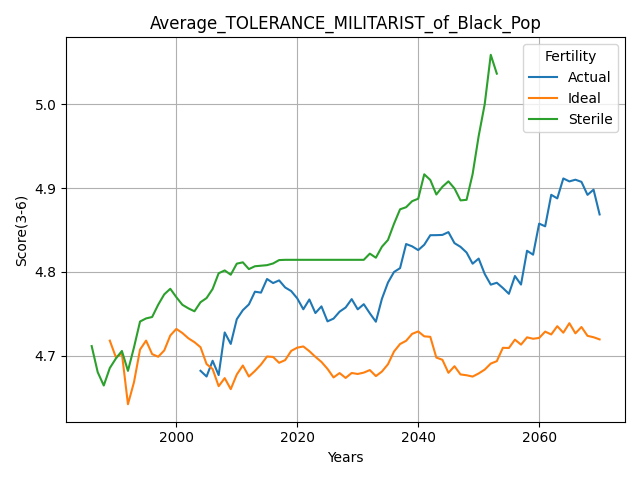 Average_TOLERANCE_MILITARIST_of_Black_Pop
Fertility
Actual
Ideal
Sterile
Score(3-6)
5.0
4.9
4.8
4.7
2000 2020 2040 2060
Years